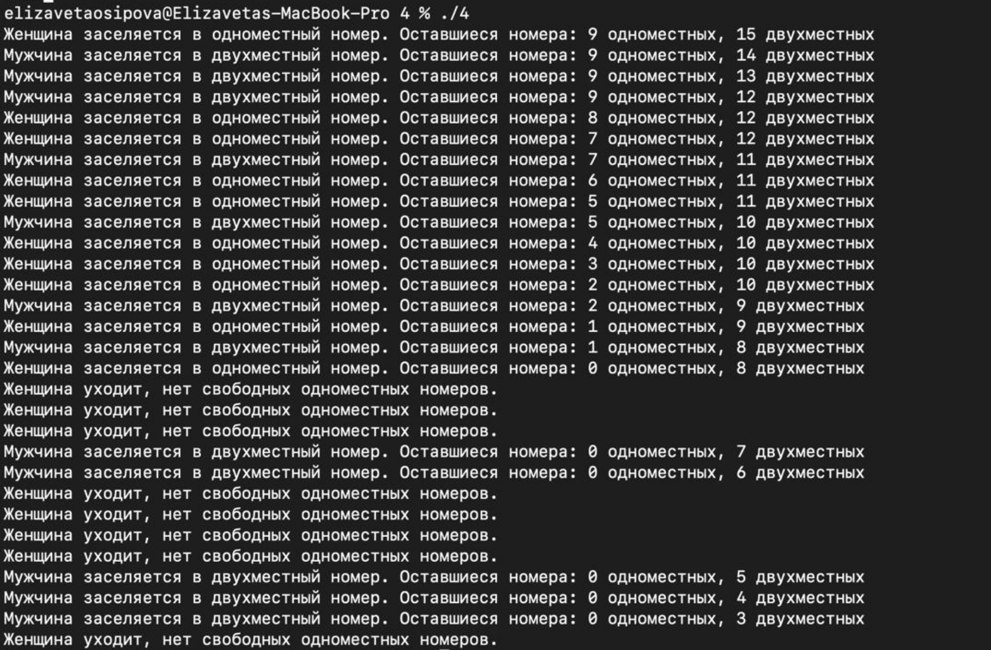 elizavetaosipova@Elizavetas-MacBook-Pro 4 % ./4
Женщина заселяется в одноместный номер. Оставшиеся номера: 9 одноместных, 15 двухместных
Мужчина заселяется в двухместный номер. Оставшиеся номера: 9 одноместных, 14 двухместных
Мужчина заселяется в двухместный номер. Оставшиеся номера: 9 одноместных, 13 двухместных
Мужчина заселяется в двухместный номер. Оставшиеся номера: 9 одноместных, 12 двухместных
Женщина заселяется в одноместный номер. Оставшиеся номера: 8 одноместных, 12 двухместных
Женщина заселяется в одноместный номер. Оставшиеся номера: 7 одноместных, 12 двухместных
Мужчина заселяется в двухместный номер. Оставшиеся номера: 7 одноместных, 11 двухместных
Женщина заселяется в одноместный номер. Оставшиеся номера: 6 одноместных, 11 двухместных
Женщина заселяется в одноместный номер. Оставшиеся номера: 5 одноместных, 11 двухместных
Мужчина заселяется в двухместный номер. Оставшиеся номера: 5 одноместных, 10 двухместных
Женщина заселяется в одноместный номер. Оставшиеся номера: 4 одноместных, 10 двухместных
Женщина заселяется в одноместный номер. Оставшиеся номера: 3 одноместных, 10 двухместных
Женщина заселяется в одноместный номер. Оставшиеся номера: 2 одноместных, 10 двухместных
Мужчина заселяется в двухместный номер. Оставшиеся номера: 2 одноместных, 9 двухместных
Женщина заселяется в одноместный номер. Оставшиеся номера: 1 одноместных, 9 двухместных
Мужчина заселяется в двухместный номер. Оставшиеся номера: 1 одноместных, 8 двухместных
Женщина заселяется в одноместный номер. Оставшиеся номера: 0 одноместных, 8 двухместных
Женщина уходит, нет свободных одноместных номеров.
Женщина уходит, нет свободных одноместных номеров.
Женщина уходит, нет свободных одноместных номеров.
Мужчина заселяется в двухместный номер. Оставшиеся номера: 0 одноместных, 7 двухместных
Мужчина заселяется в двухместный номер. Оставшиеся номера: 0 одноместных, 6 двухместных
Женщина уходит, нет свободных одноместных номеров.
Женщина уходит, нет свободных одноместных номеров.
Женщина уходит, нет свободных одноместных номеров.
Женщина уходит, нет свободных одноместных номеров.
Мужчина заселяется в двухместный номер. Оставшиеся номера: 0 одноместных, 5 двухместных
Мужчина заселяется в двухместный номер. Оставшиеся номера: 0 одноместных, 4 двухместных
Мужчина заселяется в двухместный номер. Оставшиеся номера: 0 одноместных, 3 двухместных
Женщина уходит, нет свободных одноместных номеров.